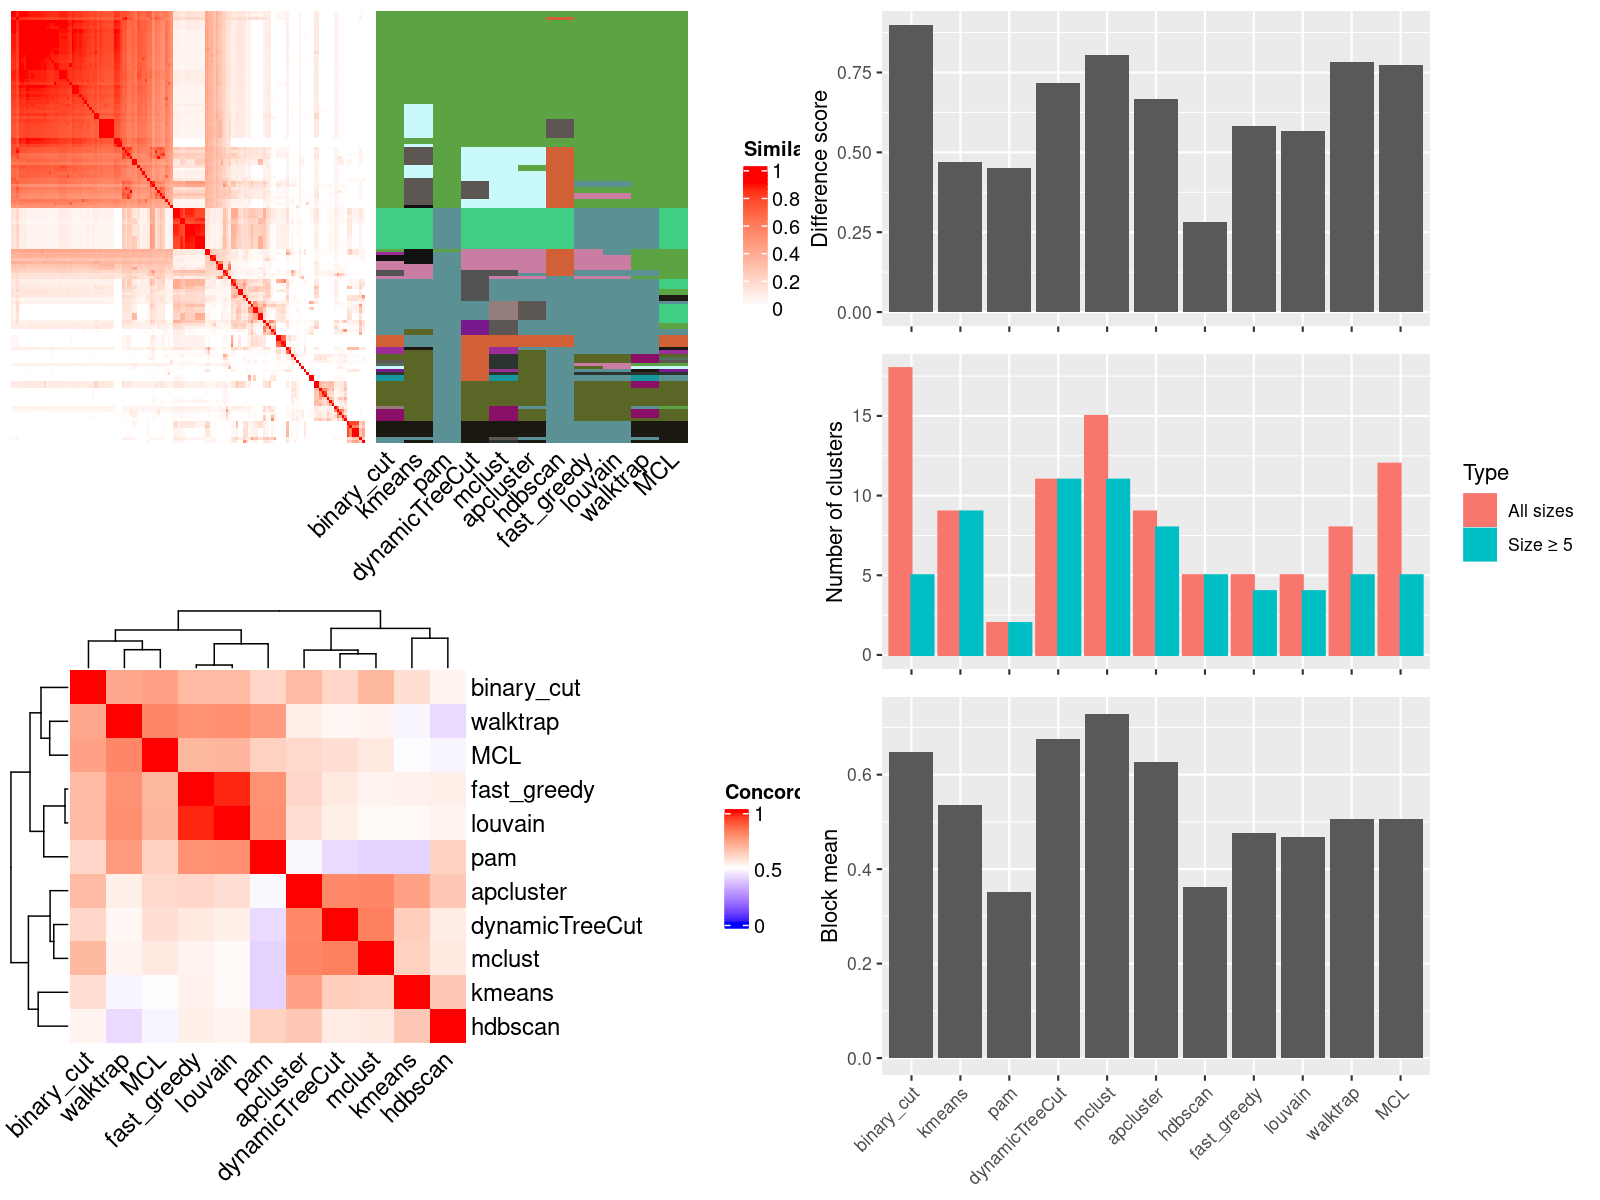 Simila
1
0.8
0.6
0.4
0.2
0
binary_cut
kmeans
pam
dynamicTreeCut
mclust
apcluster
hdbscan
fast_greedy
louvain
walktrap
MCL
binary_cut
walktrap
MCL
fast_greedy
louvain
pam
apcluster
dynamicTreeCut
mclust
kmeans
hdbscan
binary_cut
walktrap
MCL
fast_greedy
louvain
pam
apcluster
dynamicTreeCut
mclust
kmeans
hdbscan
Concord
1
0.5
0
Difference score
0.75
0.50
0.25
0.00
Number of clusters
15
10
5
0
Type
All sizes
Size ≥ 5
Block mean
0.6
0.4
0.2
0.0
binary_cut
kmeans
pam
dynamicTreeCut
mclust
apcluster
hdbscan
fast_greedy
louvain
walktrap
MCL